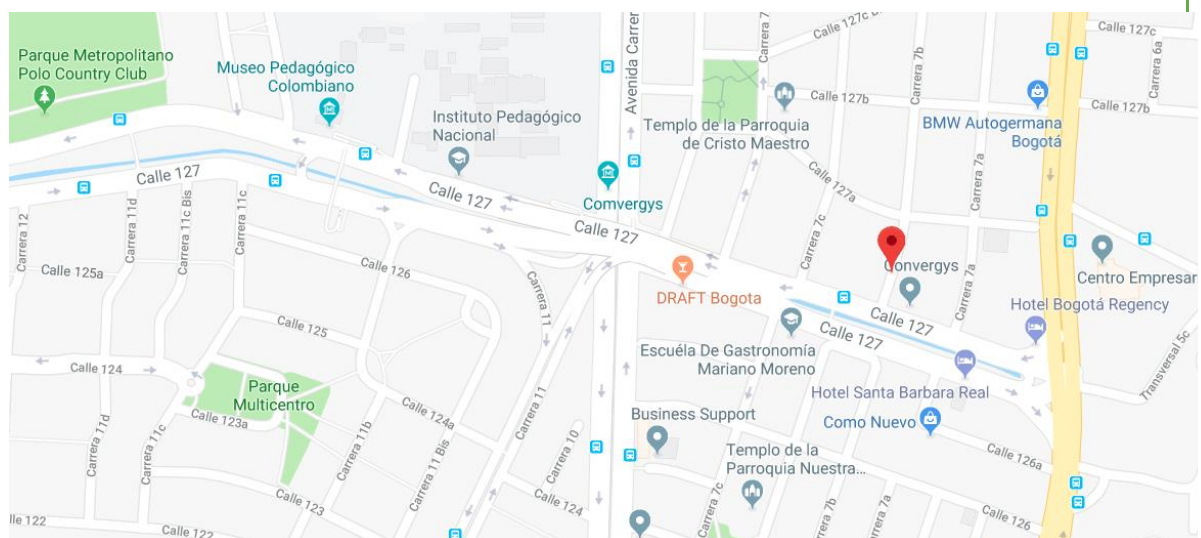 Parque Metropolitano
Polo Country Club
Museo Pedagógico
Colombiano
Instituto Pedagógico
Nacional
Avenida Carrer
Carrera 7
Calle 127c B
Carrera 7b
Calle 127c
Carrera 6a
Calle 127b
Calle 127b
Templo de la Parroquia
de Cristo Maestro
BMW Autogermana
Bogotá
Calle 127
Calle 127
Comvergys
Calle 127
Calle 127a
Carrera 7a
Carrera 12
Carrera 11d
Carrera 11c Bis
Carrera 11c
Carrera 7c
Convergys
Centro Empresar
Calle 125a
Calle 126
Carrera 11
DRAFT Bogota
Carrera 7a
Hotel Bogotá Regency
Calle 127
Calle 127
Calle 125
Escuéla De Gastronomía
Mariano Moreno
Transversal 5c
Calle 124
Parque
Multicentro
Hotel Santa Barbara Real
Calle 123a
Calle 124a
Carrera 11
Business Support
Como Nuevo
Carrera 11d
Carrera 11c
Carrera 11b
Carrera 11 Bis
Carrera 10
Templo de la
Parroquia Nuestra...
Calle 126a
Calle 123
Calle 124
Carrera 7c
Carrera 7b
Carrera 7a
Calle 126
lle 122
Calle 122